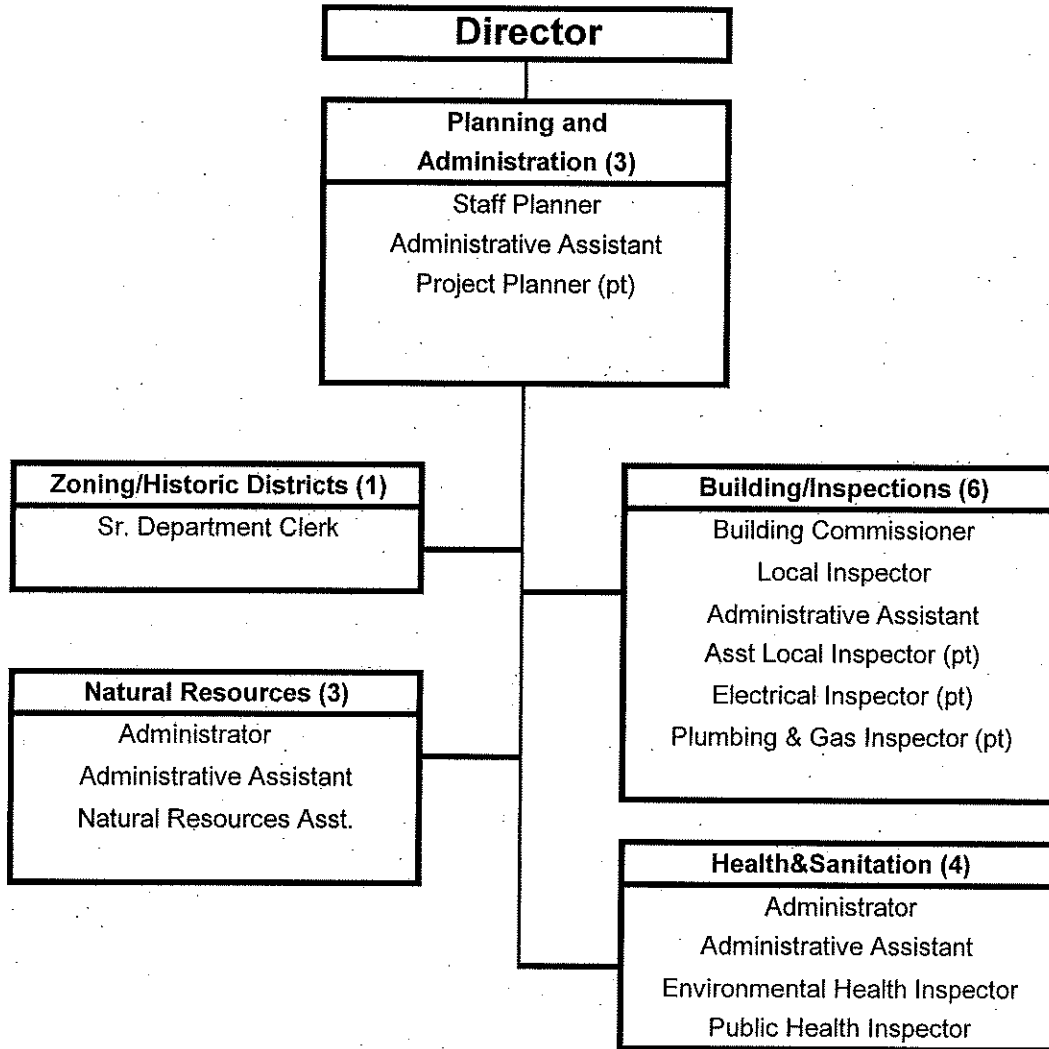 Director
Planning and
Administration (3)
Staff Planner
Administrative Assistant
Project Planner (pt)
Zoning/Historic Districts (1)
Sr. Department Clerk
Natural Resources (3)
Administrator
Administrative Assistant
Natural Resources Asst.
Building/Inspections (6)
Building Commissioner
Local Inspector
Administrative Assistant
Asst Local Inspector (pt)
Electrical Inspector (pt)
Plumbing & Gas Inspector (pt)
Health&Sanitation (4)
Administrator
Administrative Assistant
Environmental Health Inspector
Public Health Inspector